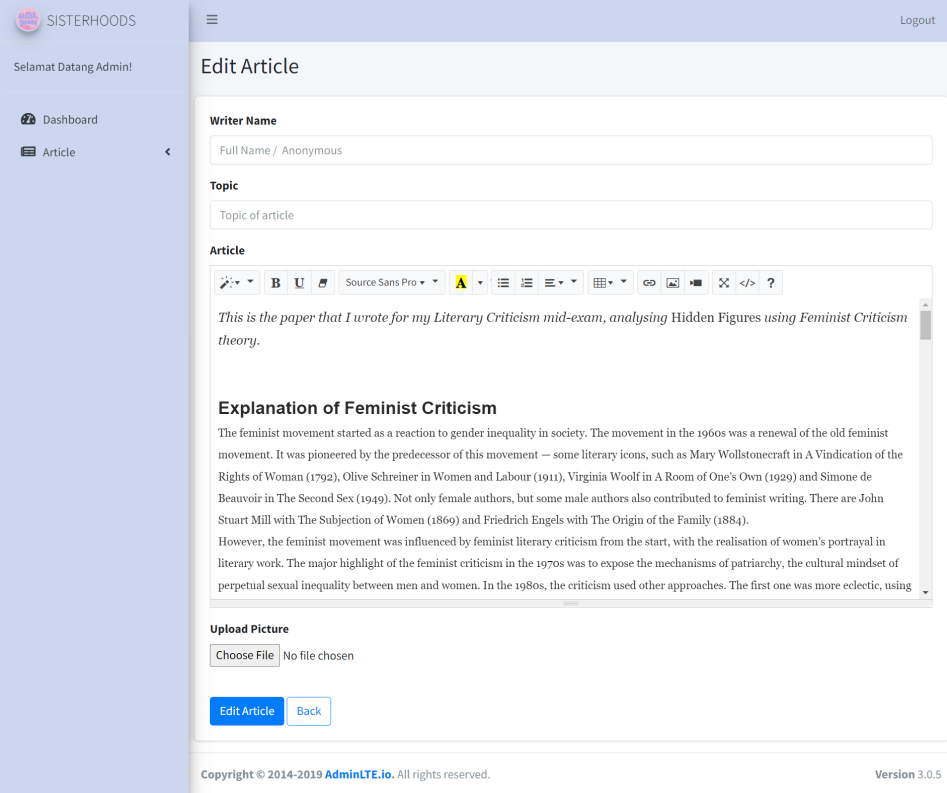 SISTERHOODS
Logout
Selamat Datang Admin!
Dashboard
Article
Edit Article
Writer Name
Full Name / Anonymous
Topic
Topic of article
Article
B U Source Sans Pro A </> ?
This is the paper that I wrote for my Literary Criticism mid-exam, analysing Hidden Figures using Feminist Criticism
theory.
Explanation of Feminist Criticism
The feminist movement started as a reaction to gender inequality in society. The movement in the 1960s was a renewal of the old feminist
movement. It was pioneered by the predecessor of this movement — some literary icons, such as Mary Wollstonecraft in A Vindication of the
Rights of Woman (1792), Olive Schreiner in Women and Labour (1911), Virginia Woolf in A Room of One's Own (1929) and Simone de
Beauvoir in The Second Sex (1949). Not only female authors, but some male authors also contributed to feminist writing. There are John
Stuart Mill with The Subjection of Women (1869) and Friedrich Engels with The Origin of the Family (1884).
However, the feminist movement was influenced by feminist literary criticism from the start, with the realisation of women's portrayal in
literary work. The major highlight of the feminist criticism in the 1970s was to expose the mechanisms of patriarchy, the cultural mindset of
perpetual sexual inequality between men and women. In the 1980s, the criticism used other approaches. The first one was more eclectic, using
Upload Picture
Choose File No file chosen
Edit Article Back
Copyright © 2014-2019 AdminLTE.io. All rights reserved.
Version 3.0.5